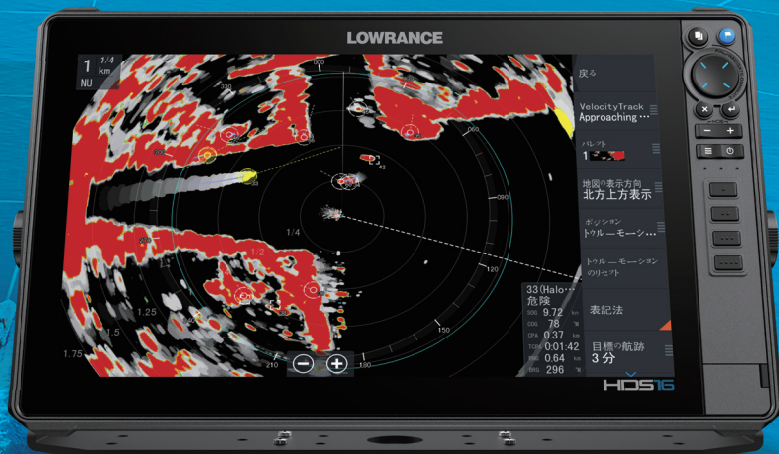 LOWRANCE
1 1/4
km
NU
000
330
060
090
120
150
180
210
1/4
1/2
1.25
1.5
1.75
33
戻る
VelocityTrack
Approaching ...
パレット
1
地図の表示方向
北方上方表示
ポジション
トゥルーモーシ...
トゥルーモーション
のリセット
表記法
目標の航跡
3 分
33(Halo...
危険
SOG 9.72 km
COG 78 °M
CPA 0.37 km
TCPA 0:01:42
RNG 0.64 km
BRG 296 °M
HDS16